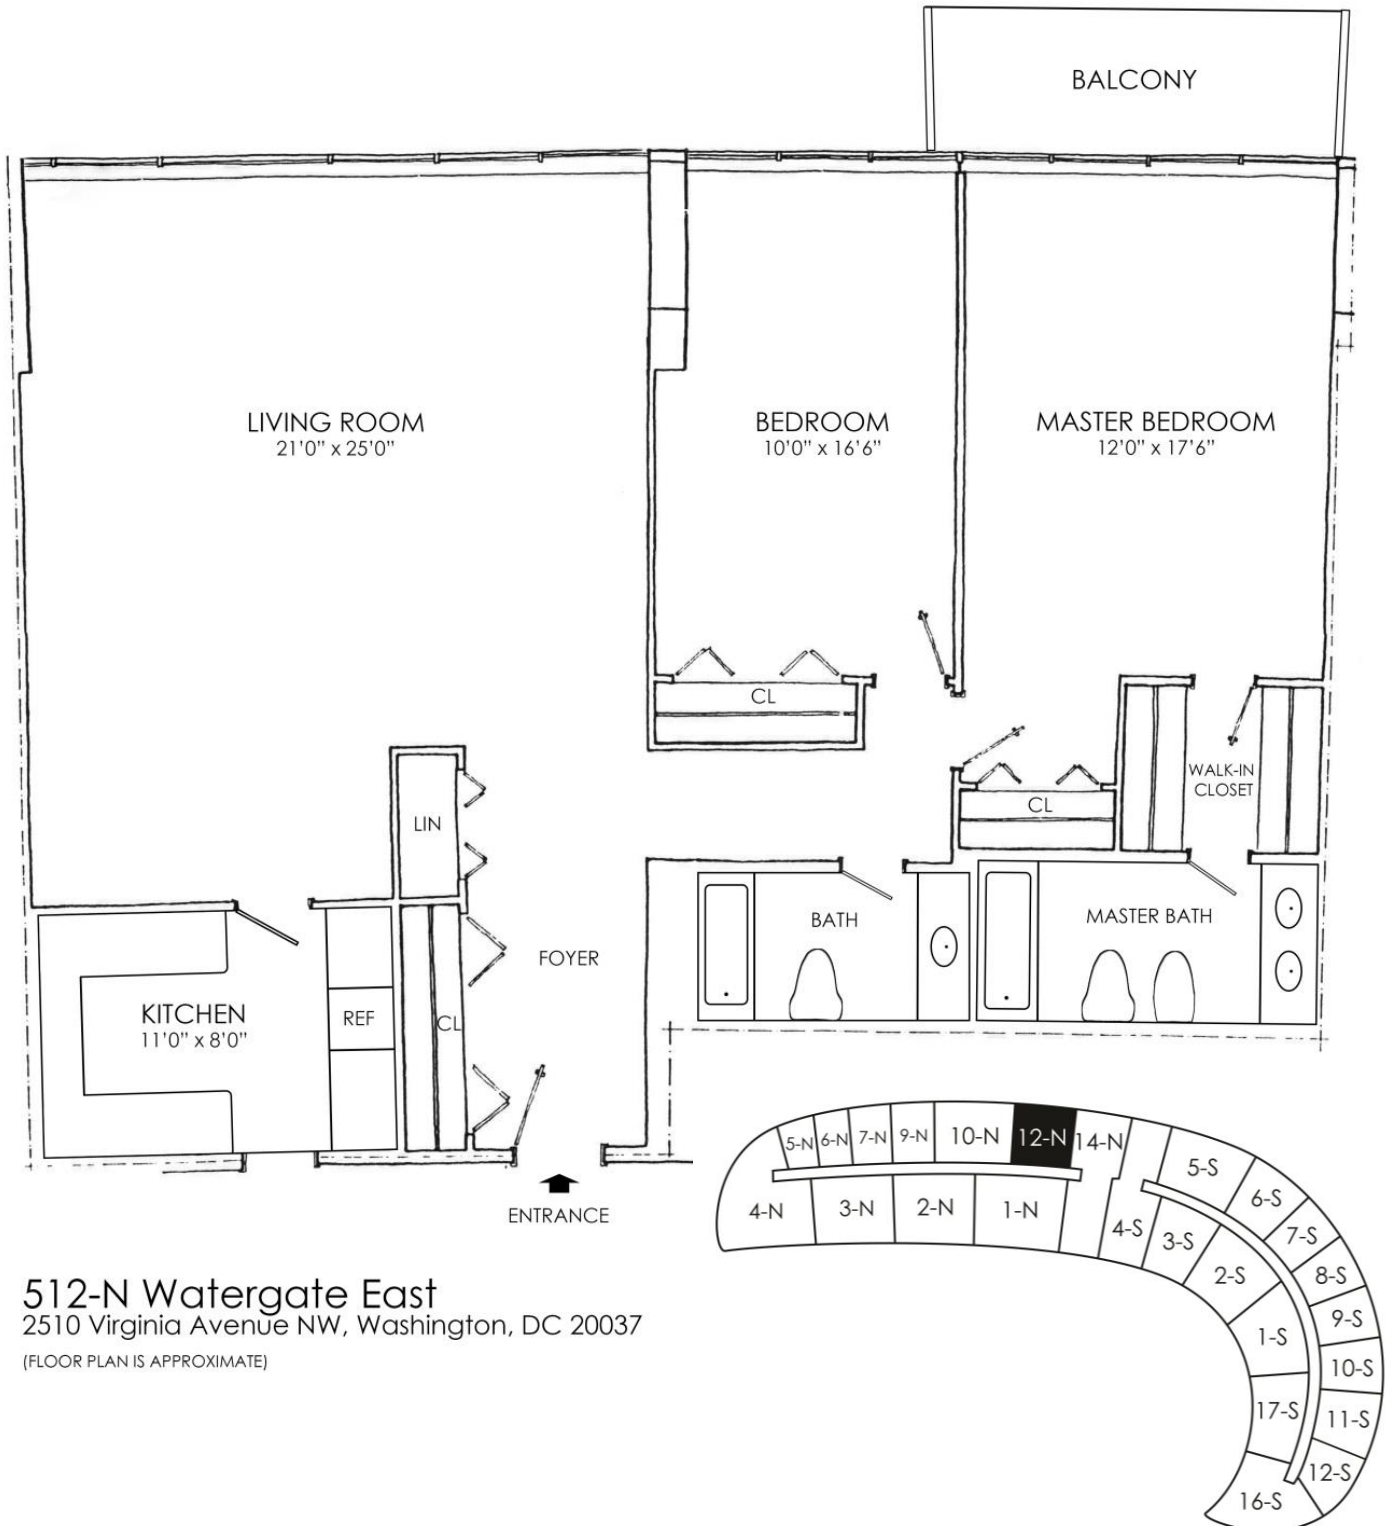 BALCONY
LIVING ROOM
21'0" x 25'0"
BEDROOM
10'0" x 16'6"
MASTER BEDROOM
12'0" x 17'6"
CL
WALK-IN
CLOSET
CL
LIN
BATH
MASTER BATH
FOYER
KITCHEN
11'0" x 8'0"
REF
CL
ENTRANCE
5-N 6-N 7-N 9-N 10-N 12-N 14-N
4-N 3-N 2-N 1-N
5-S
6-S
7-S
8-S
9-S
10-S
11-S
12-S
4-S
3-S
2-S
1-S
17-S
16-S
512-N Watergate East
2510 Virginia Avenue NW, Washington, DC 20037
(FLOOR PLAN IS APPROXIMATE)